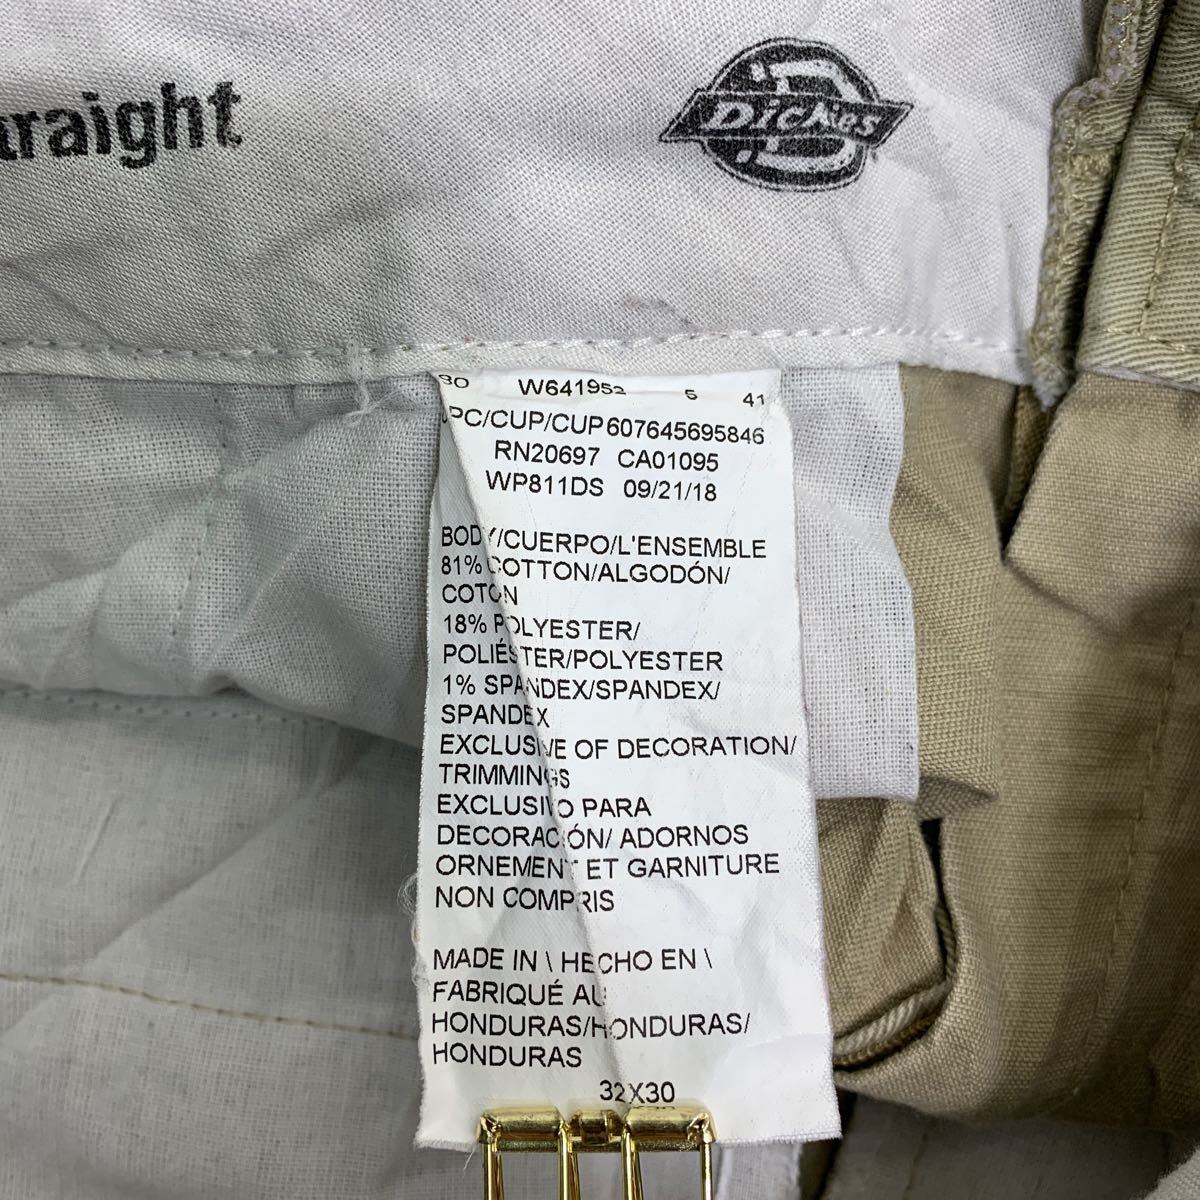 traight
Dickies
30 W641952 5 41
UPC/CUP/CUP 607645695846
RN20697 CA01095
WP811DS 09/21/18
BODY/CUERPO/L'ENSEMBLE
81% COTTON/ALGODÓN/
COTON
18% POLYESTER/
POLIÉSTER/POLYESTER
1% SPANDEX/SPANDEX/
SPANDEX
EXCLUSIVE OF DECORATION/
TRIMMINGS
EXCLUSIVO PARA
DECORACIÓN/ ADORNOS
ORNEMENT ET GARNITURE
NON COMPRIS
MADE IN \ HECHO EN \
FABRIQUÉ AU
HONDURAS/HONDURAS/
HONDURAS
32X30